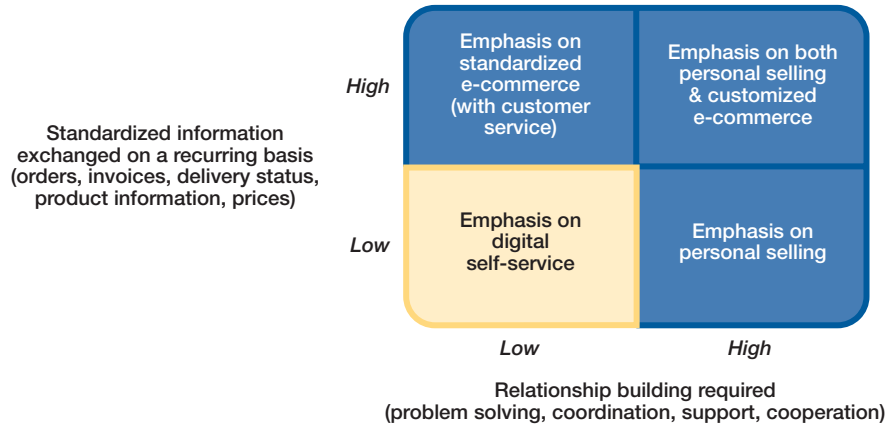 Emphasis on
standardized
e-commerce
(with customer
service)
Emphasis on both
personal selling
& customized
e-commerce
High
Standardized information
exchanged on a recurring basis
(orders, invoices, delivery status,
product information, prices)
Low
Emphasis on
digital
self-service
Emphasis on
personal selling
Low
High
Relationship building required
(problem solving, coordination, support, cooperation)